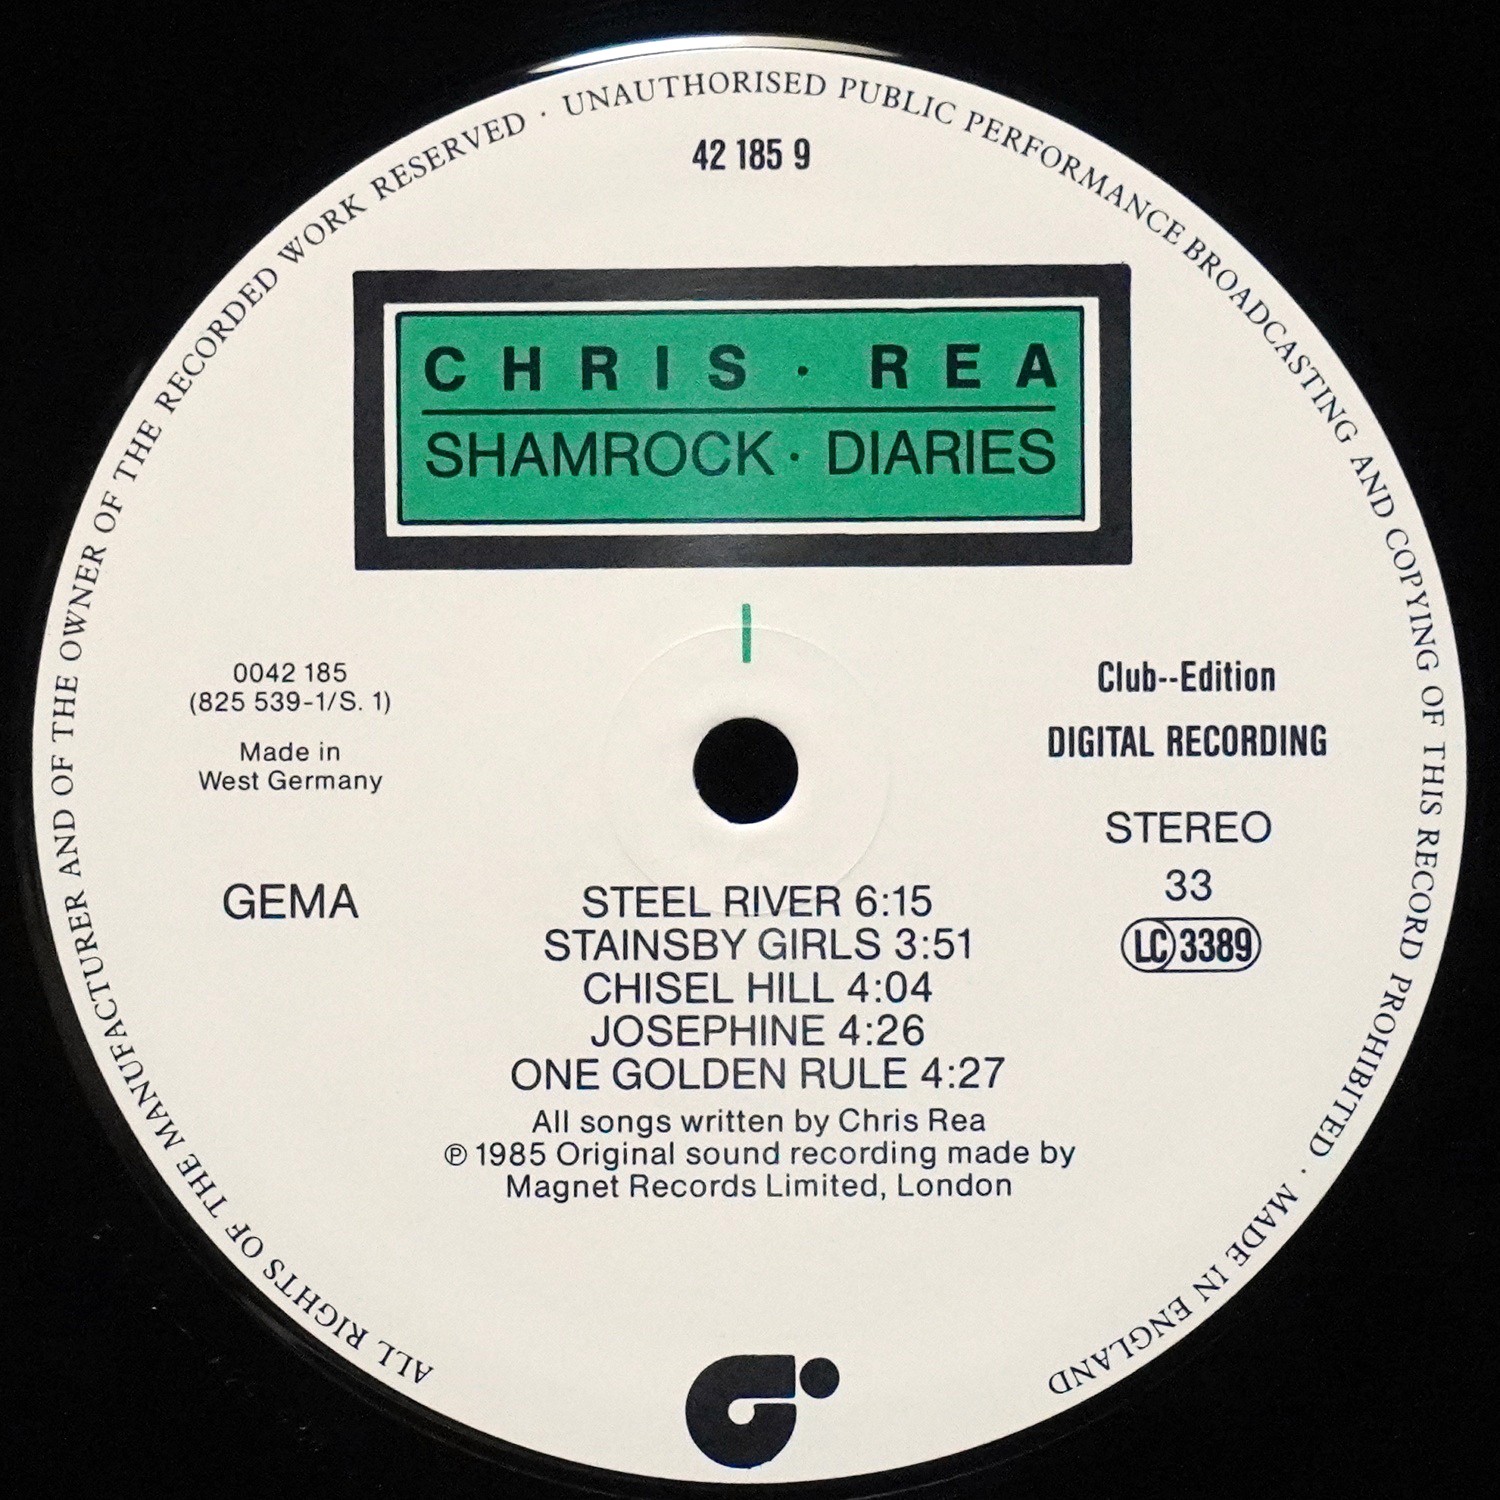 ALL RIGHTS OF THE MANUFACTURER AND OF THE OWNER OF THE RECORDED WORK RESERVED · UNAUTHORISED PUBLIC PERFORMANCE BROADCASTING AND COPYING OF THIS RECORD PROHIBITED · MADE IN ENGLAND
42 185 9
CHRIS · REA
SHAMROCK · DIARIES
0042 185
(825 539-1/S. 1)
Made in
West Germany
GEMA
Club--Edition
DIGITAL RECORDING
STEREO
33
LC 3389
STEEL RIVER 6:15
STAINSBY GIRLS 3:51
CHISEL HILL 4:04
JOSEPHINE 4:26
ONE GOLDEN RULE 4:27
All songs written by Chris Rea
℗ 1985 Original sound recording made by
Magnet Records Limited, London